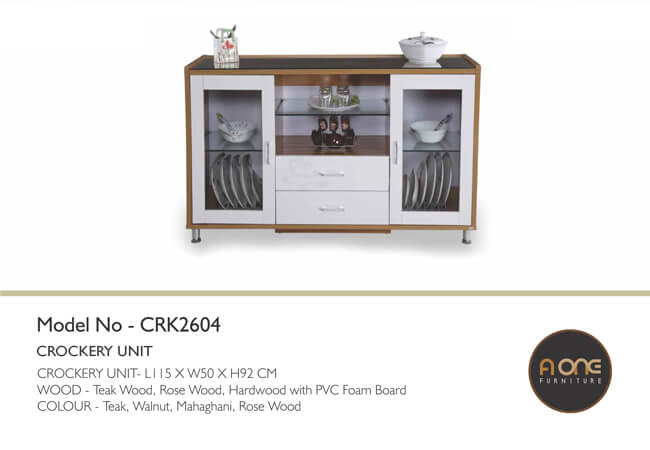 Model No - CRK2604
CROCKERY UNIT
CROCKERY UNIT- L115 X W50 X H92 CM
WOOD - Teak Wood, Rose Wood, Hardwood with PVC Foam Board
COLOUR - Teak, Walnut, Mahaghani, Rose Wood
A ONE
FURNITURE